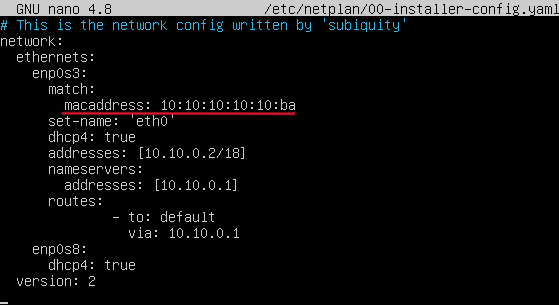 GNU nano 4.8 /etc/netplan/00-installer-config.yaml
# This is the network config written by 'subiquity'
network:
  ethernets:
    enp0s3:
      match:
        macaddress: 10:10:10:10:10:ba
      set-name: 'eth0'
      dhcp4: true
      addresses: [10.10.0.2/18]
      nameservers:
        addresses: [10.10.0.1]
      routes:
              - to: default
                via: 10.10.0.1
    enp0s8:
      dhcp4: true
  version: 2